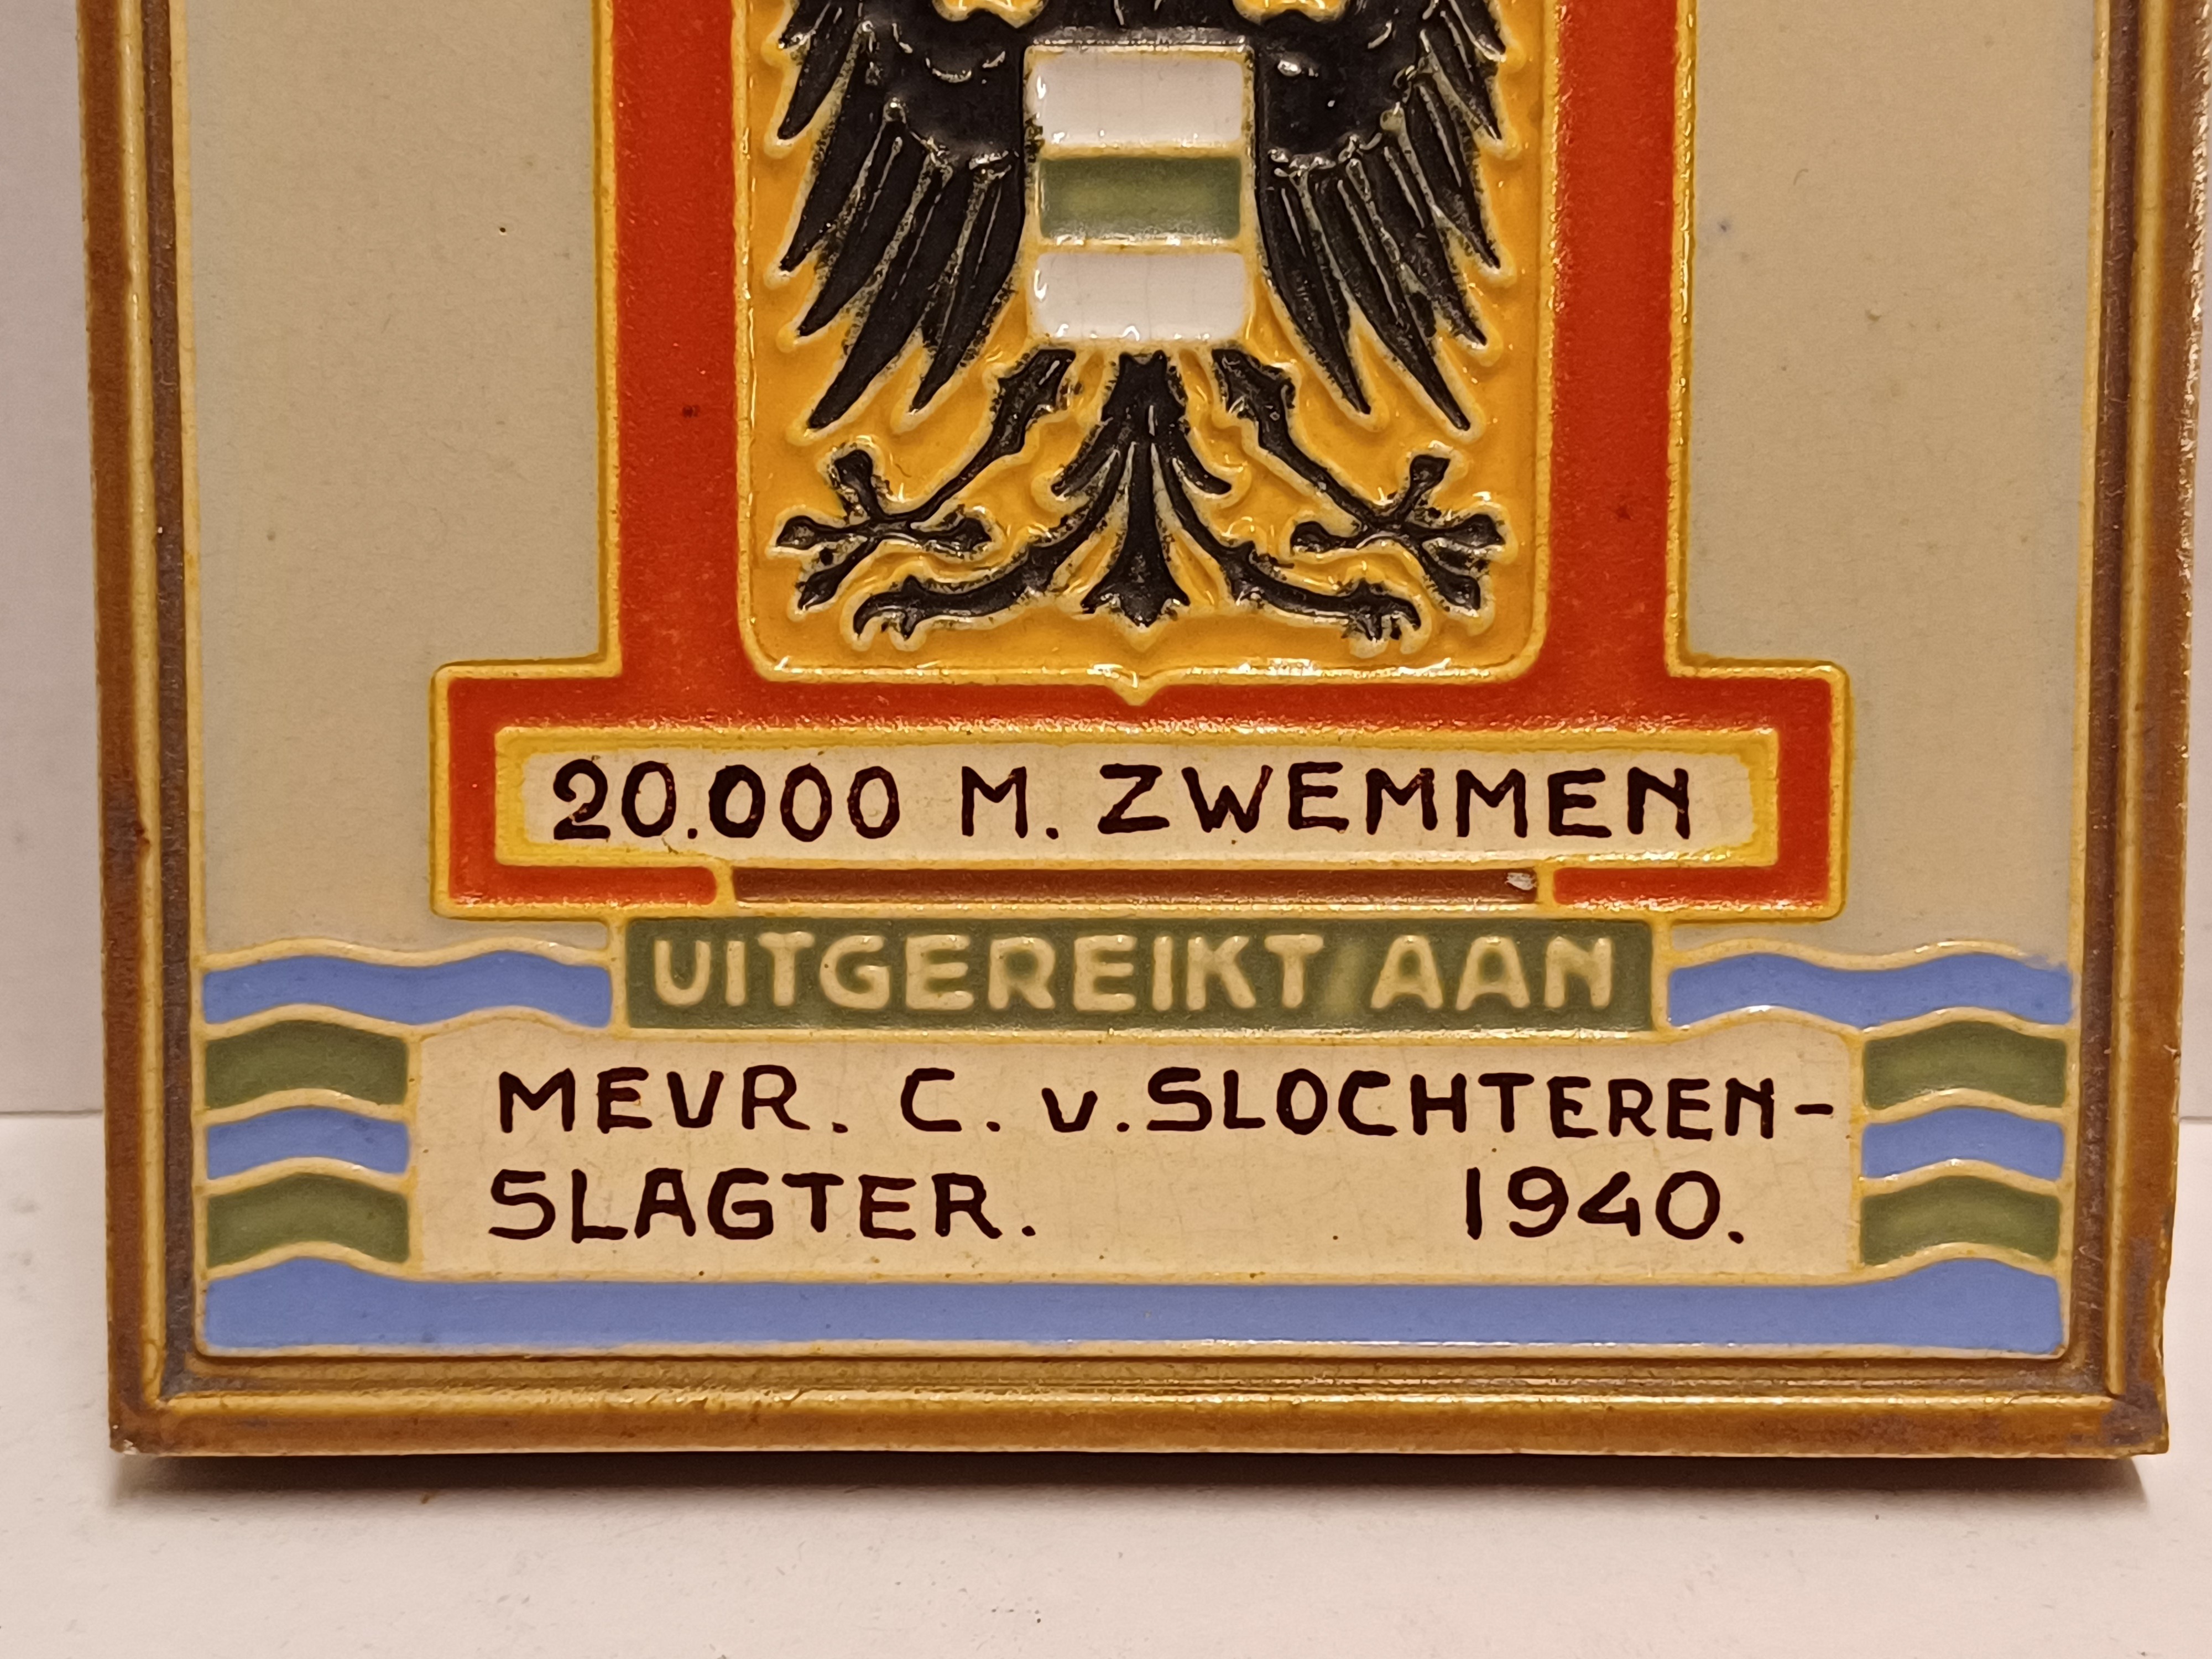 20.000 M. ZWEMMEN
UITGEREIKT AAN
MEVR. C. v. SLOCHTEREN-
SLAGTER. 1940.